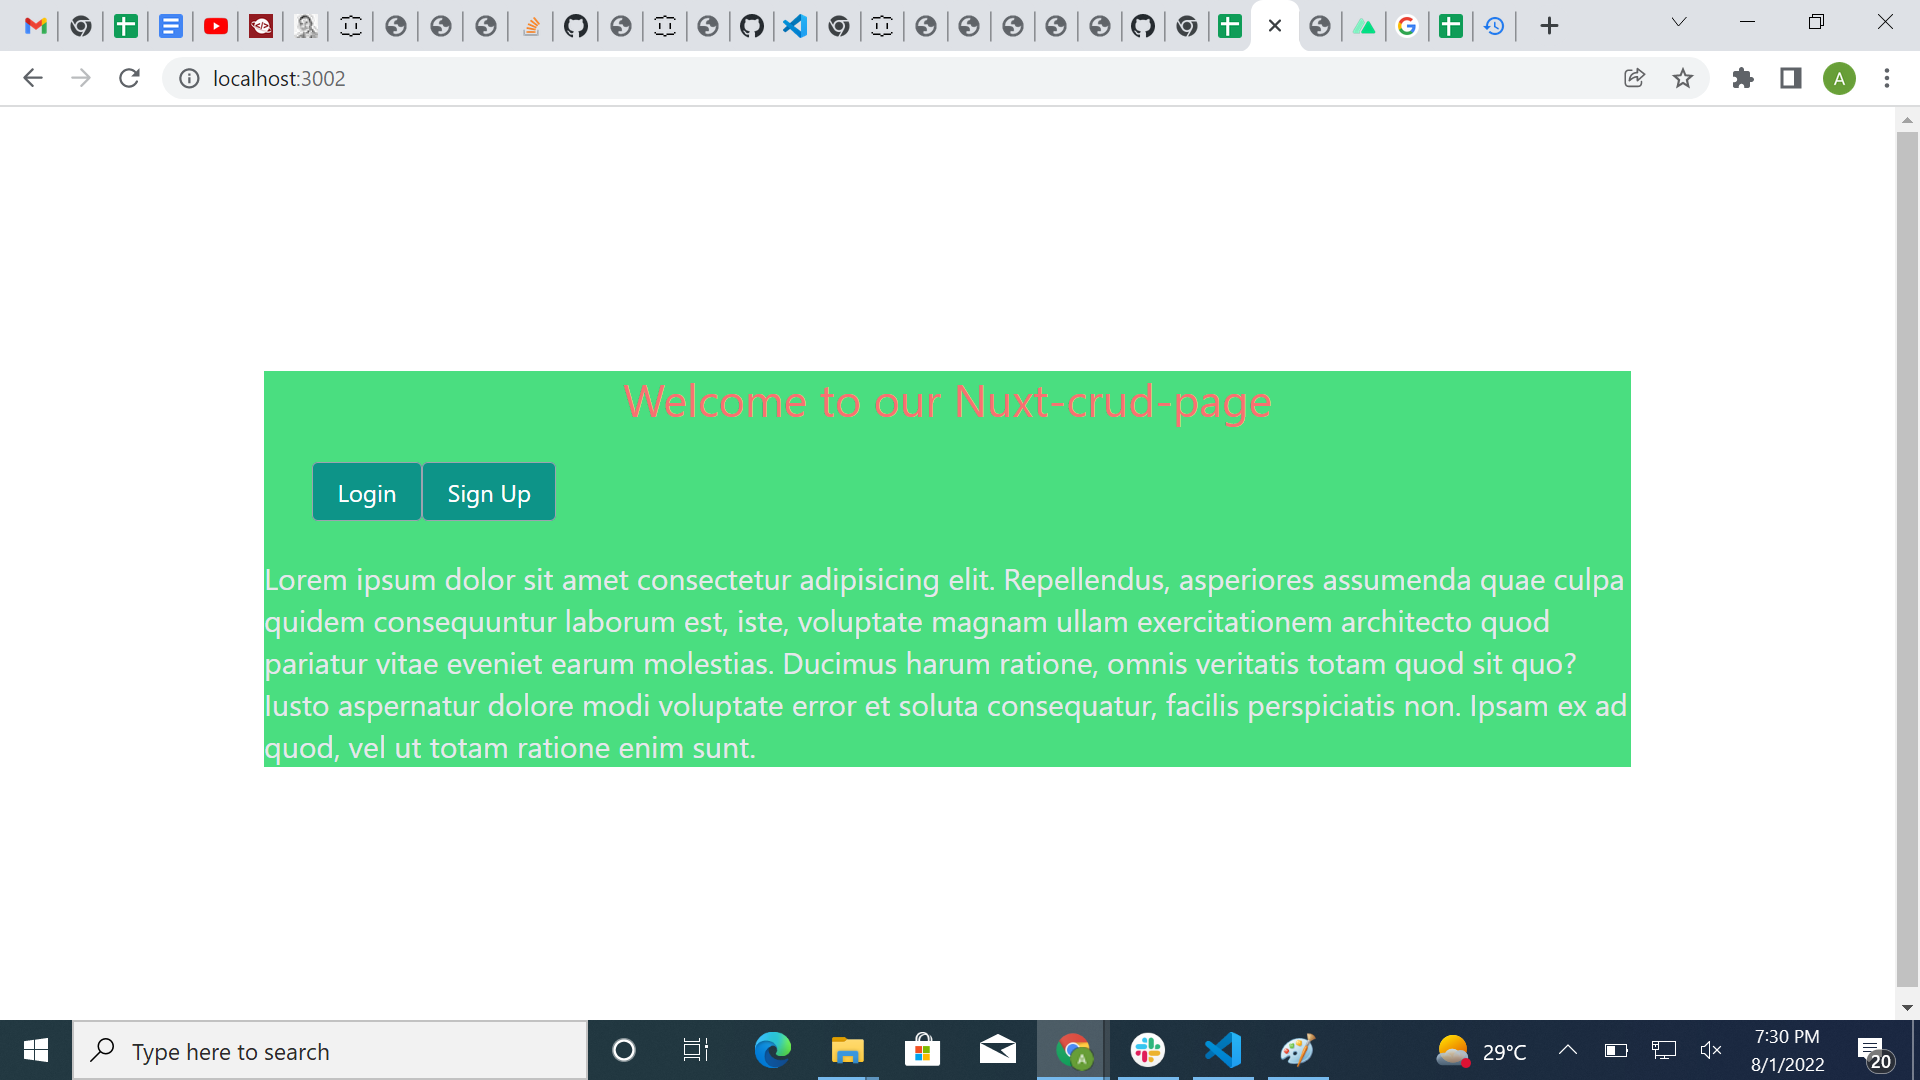 localhost:3002
A
Welcome to our Nuxt-crud-page
Login Sign Up
Lorem ipsum dolor sit amet consectetur adipisicing elit. Repellendus, asperiores assumenda quae culpa
quidem consequuntur laborum est, iste, voluptate magnam ullam exercitationem architecto quod
pariatur vitae eveniet earum molestias. Ducimus harum ratione, omnis veritatis totam quod sit quo?
Iusto aspernatur dolore modi voluptate error et soluta consequatur, facilis perspiciatis non. Ipsam ex ad
quod, vel ut totam ratione enim sunt.
Type here to search
A
29°C
7:30 PM
8/1/2022
20